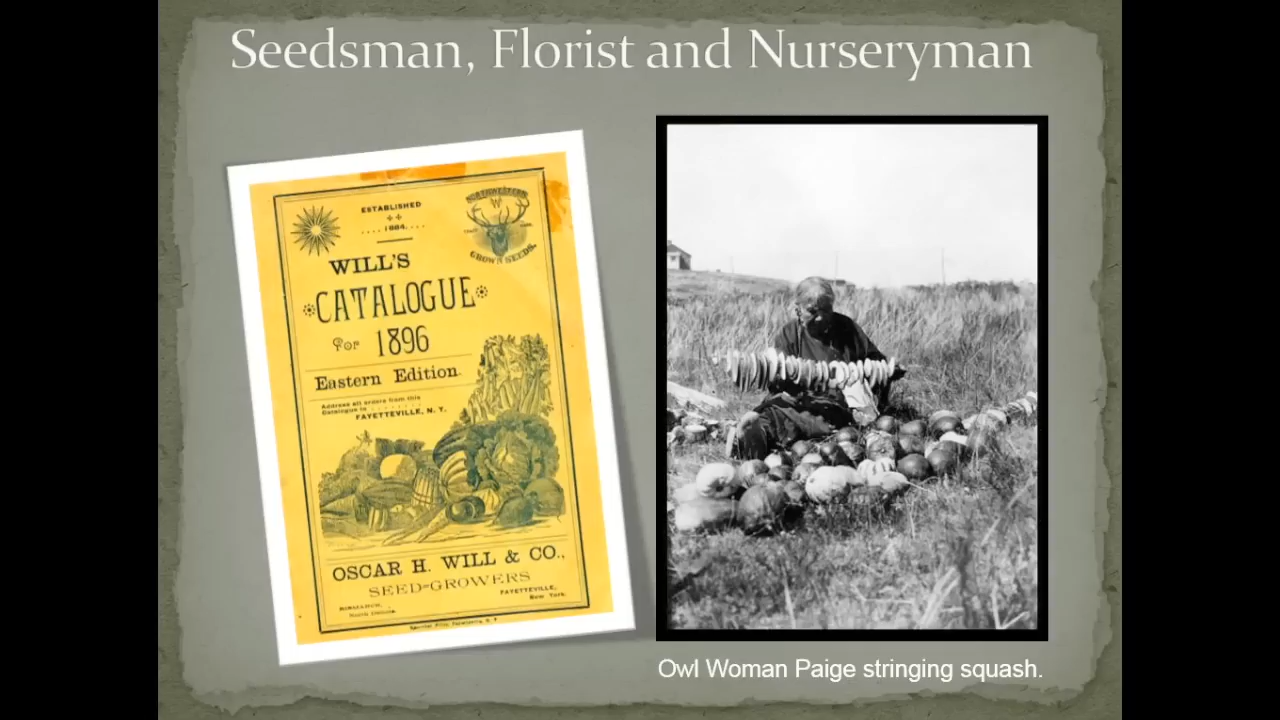 Seedsman, Florist and Nurseryman
ESTABLISHED
....1884....
NORTHWESTERN
GROWN SEEDS.
WILL'S
CATALOGUE
For 1896
Eastern Edition.
Address all orders from this
Catalogue to ........
FAYETTEVILLE, N. Y.
OSCAR H. WILL & CO.,
SEED-GROWERS
BISMARCK,
North Dakota.
FAYETTEVILLE,
New York.
Owl Woman Paige stringing squash.